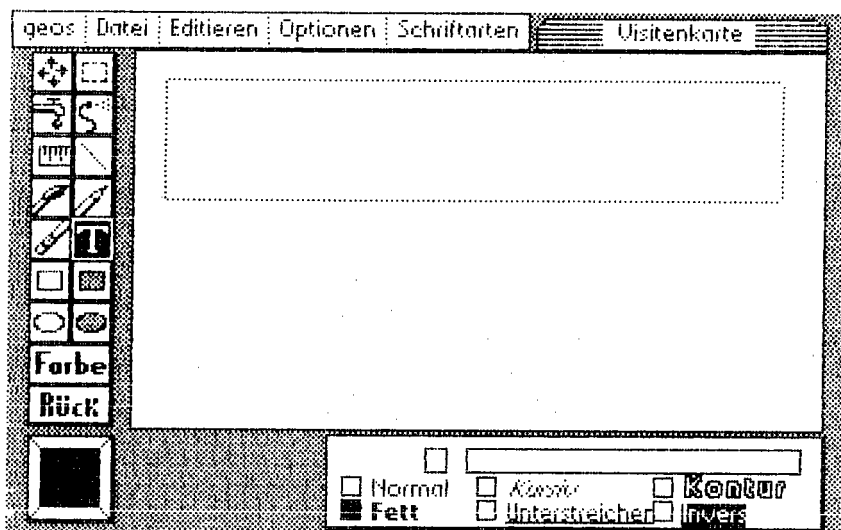 geos Datei Editieren Optionen Schriftarten Visitenkarte
Farbe
Rück
Normal Kursiv Kontur
Fett Unterstreichen Invers